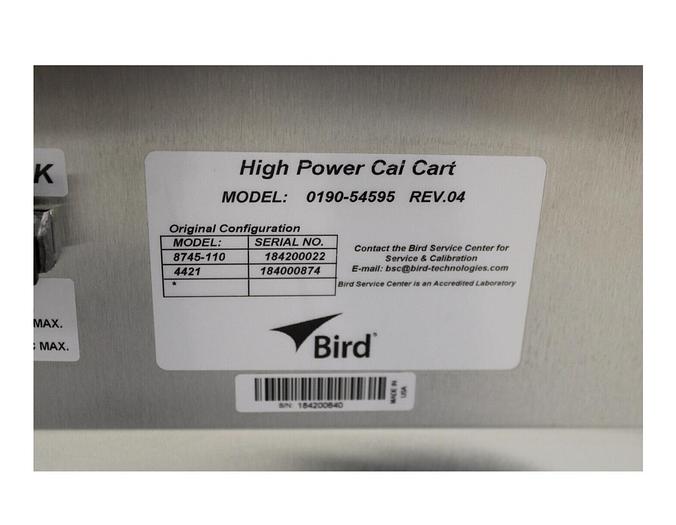 K
High Power Cal Cart
MODEL: 0190-54595 REV.04
Original Configuration
MODEL: SERIAL NO.
8745-110 184200022
4421 184000874
*
Contact the Bird Service Center for
Service & Calibration
E-mail: bsc@bird-technologies.com
Bird Service Center is an Accredited Laboratory
MAX.
C MAX.
Bird®
S/N: 184200640
MADE IN
USA